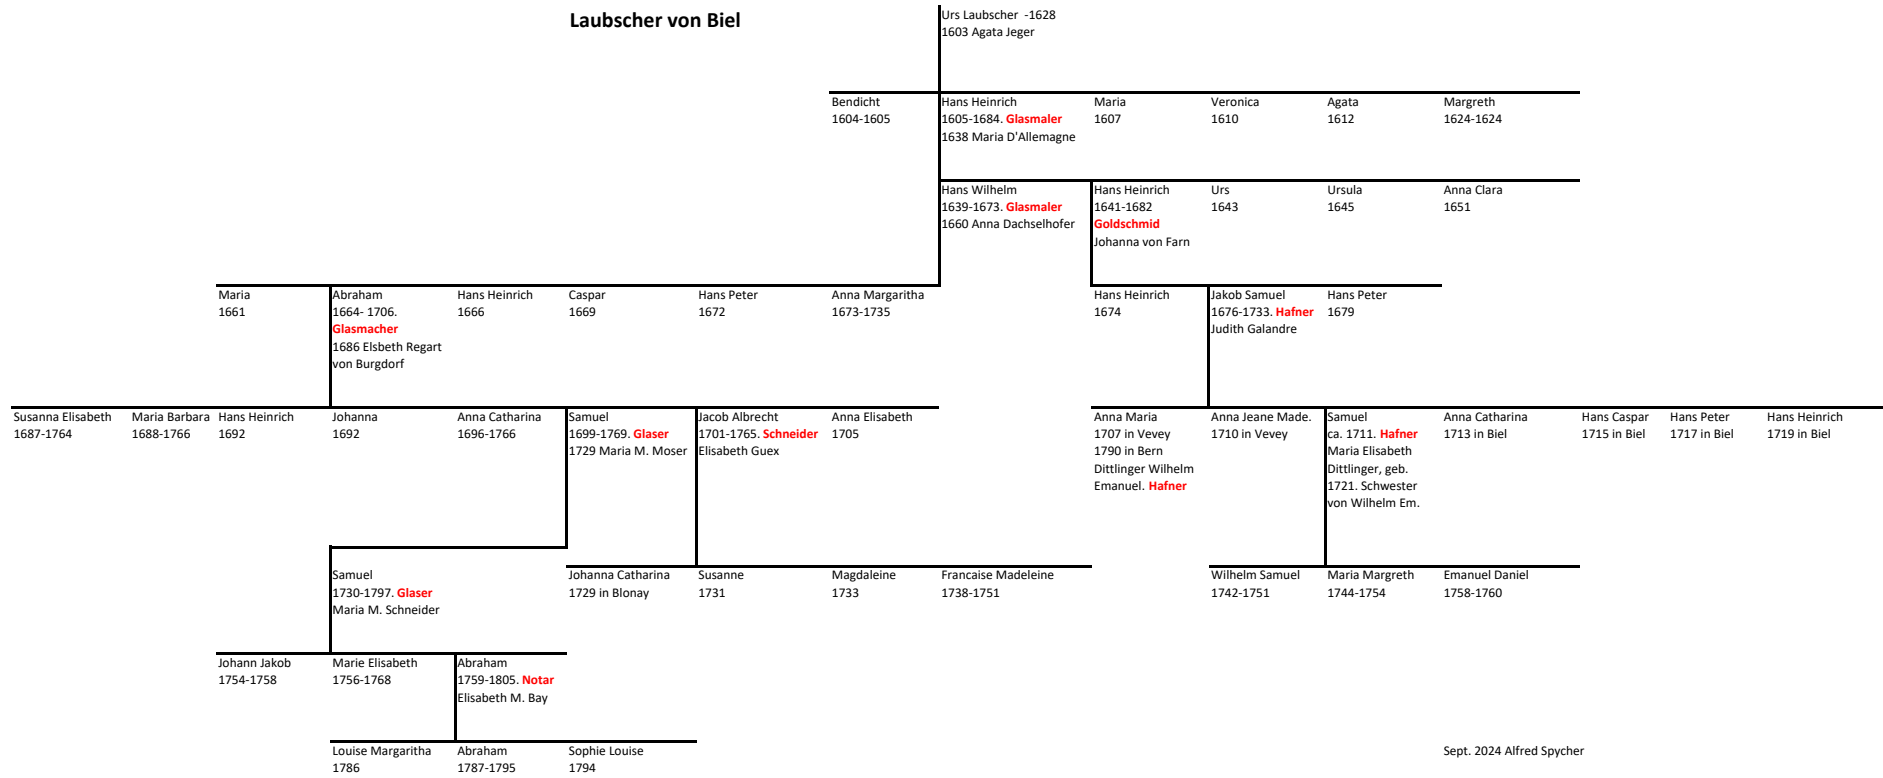 Laubscher von Biel
Urs Laubscher -1628
1603 Agata Jeger
Bendicht
1604-1605
Hans Heinrich
1605-1684. Glasmaler
1638 Maria D'Allemagne
Maria
1607
Veronica
1610
Agata
1612
Margreth
1624-1624
Hans Wilhelm
1639-1673. Glasmaler
1660 Anna Dachselhofer
Hans Heinrich
1641-1682
Goldschmid
Johanna von Farn
Urs
1643
Ursula
1645
Anna Clara
1651
Maria
1661
Abraham
1664- 1706.
Glasmacher
1686 Elsbeth Regart
von Burgdorf
Hans Heinrich
1666
Caspar
1669
Hans Peter
1672
Anna Margaritha
1673-1735
Hans Heinrich
1674
Jakob Samuel
1676-1733. Hafner
Judith Galandre
Hans Peter
1679
Susanna Elisabeth
1687-1764
Maria Barbara
1688-1766
Hans Heinrich
1692
Johanna
1692
Anna Catharina
1696-1766
Samuel
1699-1769. Glaser
1729 Maria M. Moser
Jacob Albrecht
1701-1765. Schneider
Elisabeth Guex
Anna Elisabeth
1705
Anna Maria
1707 in Vevey
1790 in Bern
Dittlinger Wilhelm
Emanuel. Hafner
Anna Jeane Made.
1710 in Vevey
Samuel
ca. 1711. Hafner
Maria Elisabeth
Dittlinger, geb.
1721. Schwester
von Wilhelm Em.
Anna Catharina
1713 in Biel
Hans Caspar
1715 in Biel
Hans Peter
1717 in Biel
Hans Heinrich
1719 in Biel
Samuel
1730-1797. Glaser
Maria M. Schneider
Johanna Catharina
1729 in Blonay
Susanne
1731
Magdaleine
1733
Francaise Madeleine
1738-1751
Wilhelm Samuel
1742-1751
Maria Margreth
1744-1754
Emanuel Daniel
1758-1760
Johann Jakob
1754-1758
Marie Elisabeth
1756-1768
Abraham
1759-1805. Notar
Elisabeth M. Bay
Louise Margaritha
1786
Abraham
1787-1795
Sophie Louise
1794
Sept. 2024 Alfred Spycher